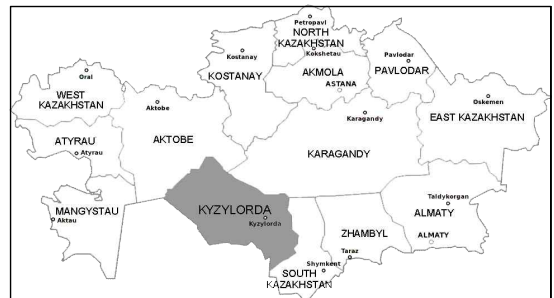 Petropavl
NORTH
KAZAKHSTAN
Kokshetau
Kostanay
KOSTANAY
AKMOLA
ASTANA
Pavlodar
PAVLODAR
Oral
WEST
KAZAKHSTAN
Aktobe
AKTOBE
Karagandy
KARAGANDY
Oskemen
EAST KAZAKHSTAN
ATYRAU
Atyrau
MANGYSTAU
Aktau
KYZYLORDA
Kyzylorda
Taldykorgan
ALMATY
ALMATY
ZHAMBYL
Taraz
Shymkent
SOUTH
KAZAKHSTAN